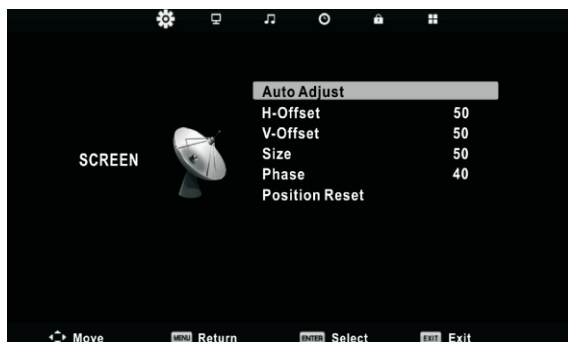 Auto Adjust
H-Offset 50
V-Offset 50
SCREEN
Size 50
Phase 40
Position Reset
Move MENU Return ENTER Select EXIT Exit